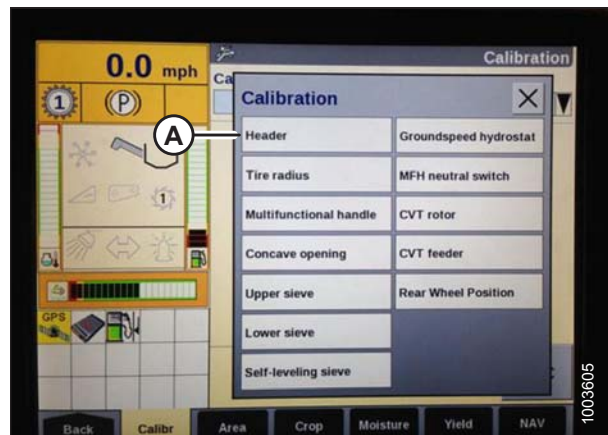 0.0 mph
Calibration
Ca
1
(P)
A
Calibration
Header
Groundspeed hydrostat
Tire radius
MFH neutral switch
1
Multifunctional handle
CVT rotor
Concave opening
CVT feeder
Upper sieve
Rear Wheel Position
GPS
Lower sieve
Self-leveling sieve
Back
Calibr
Area
Crop
Moisture
Yield
NAV
1003605